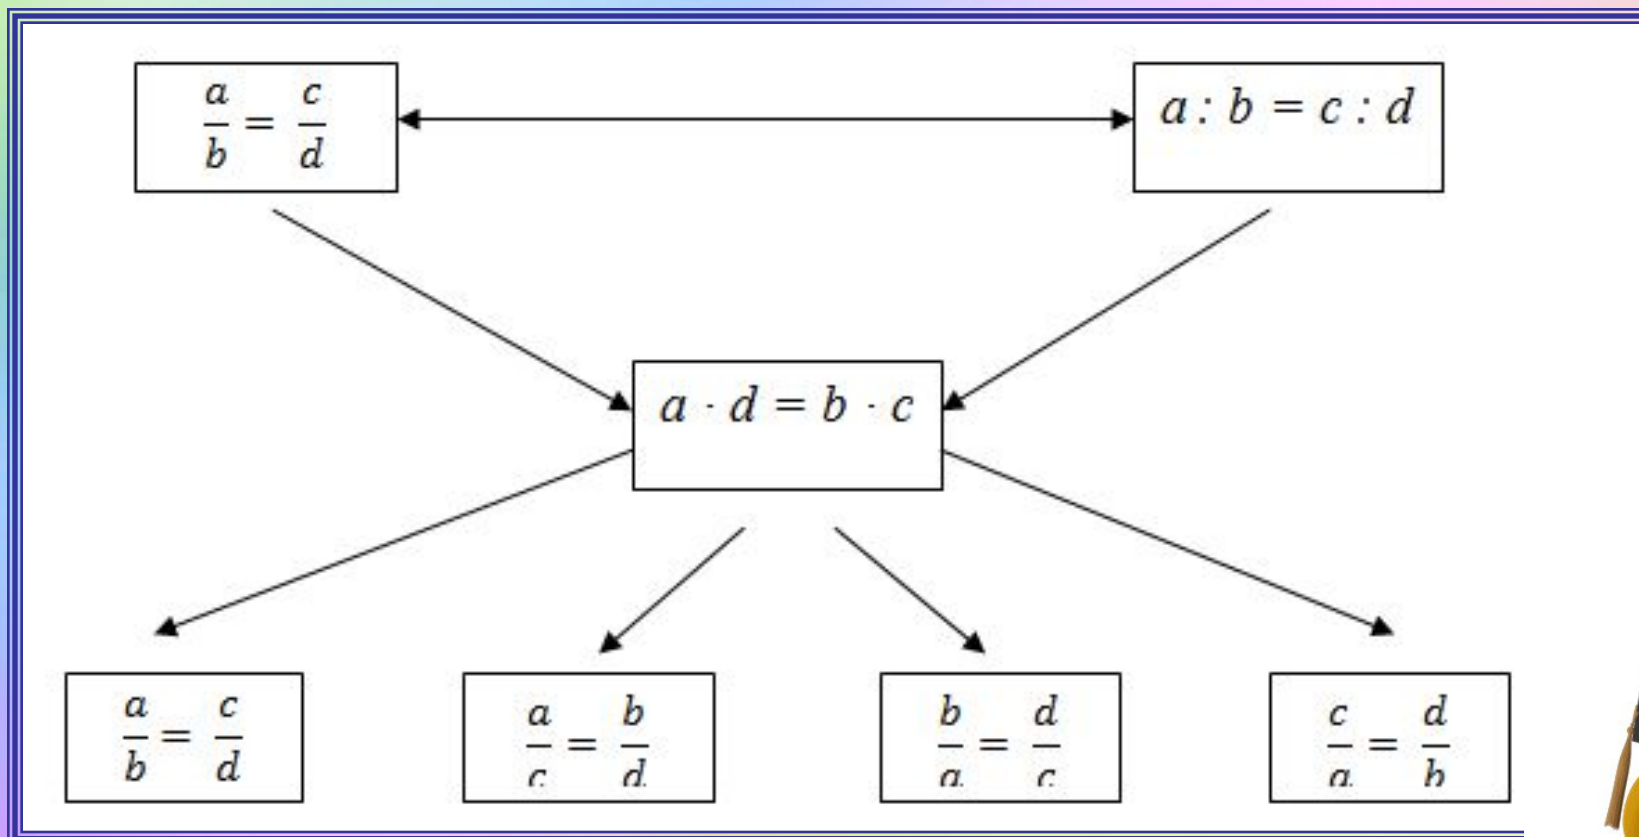 a/b = c/d
a : b = c : d
a · d = b · c
a/b = c/d
a/c = b/d
b/a = d/c
c/a = d/b